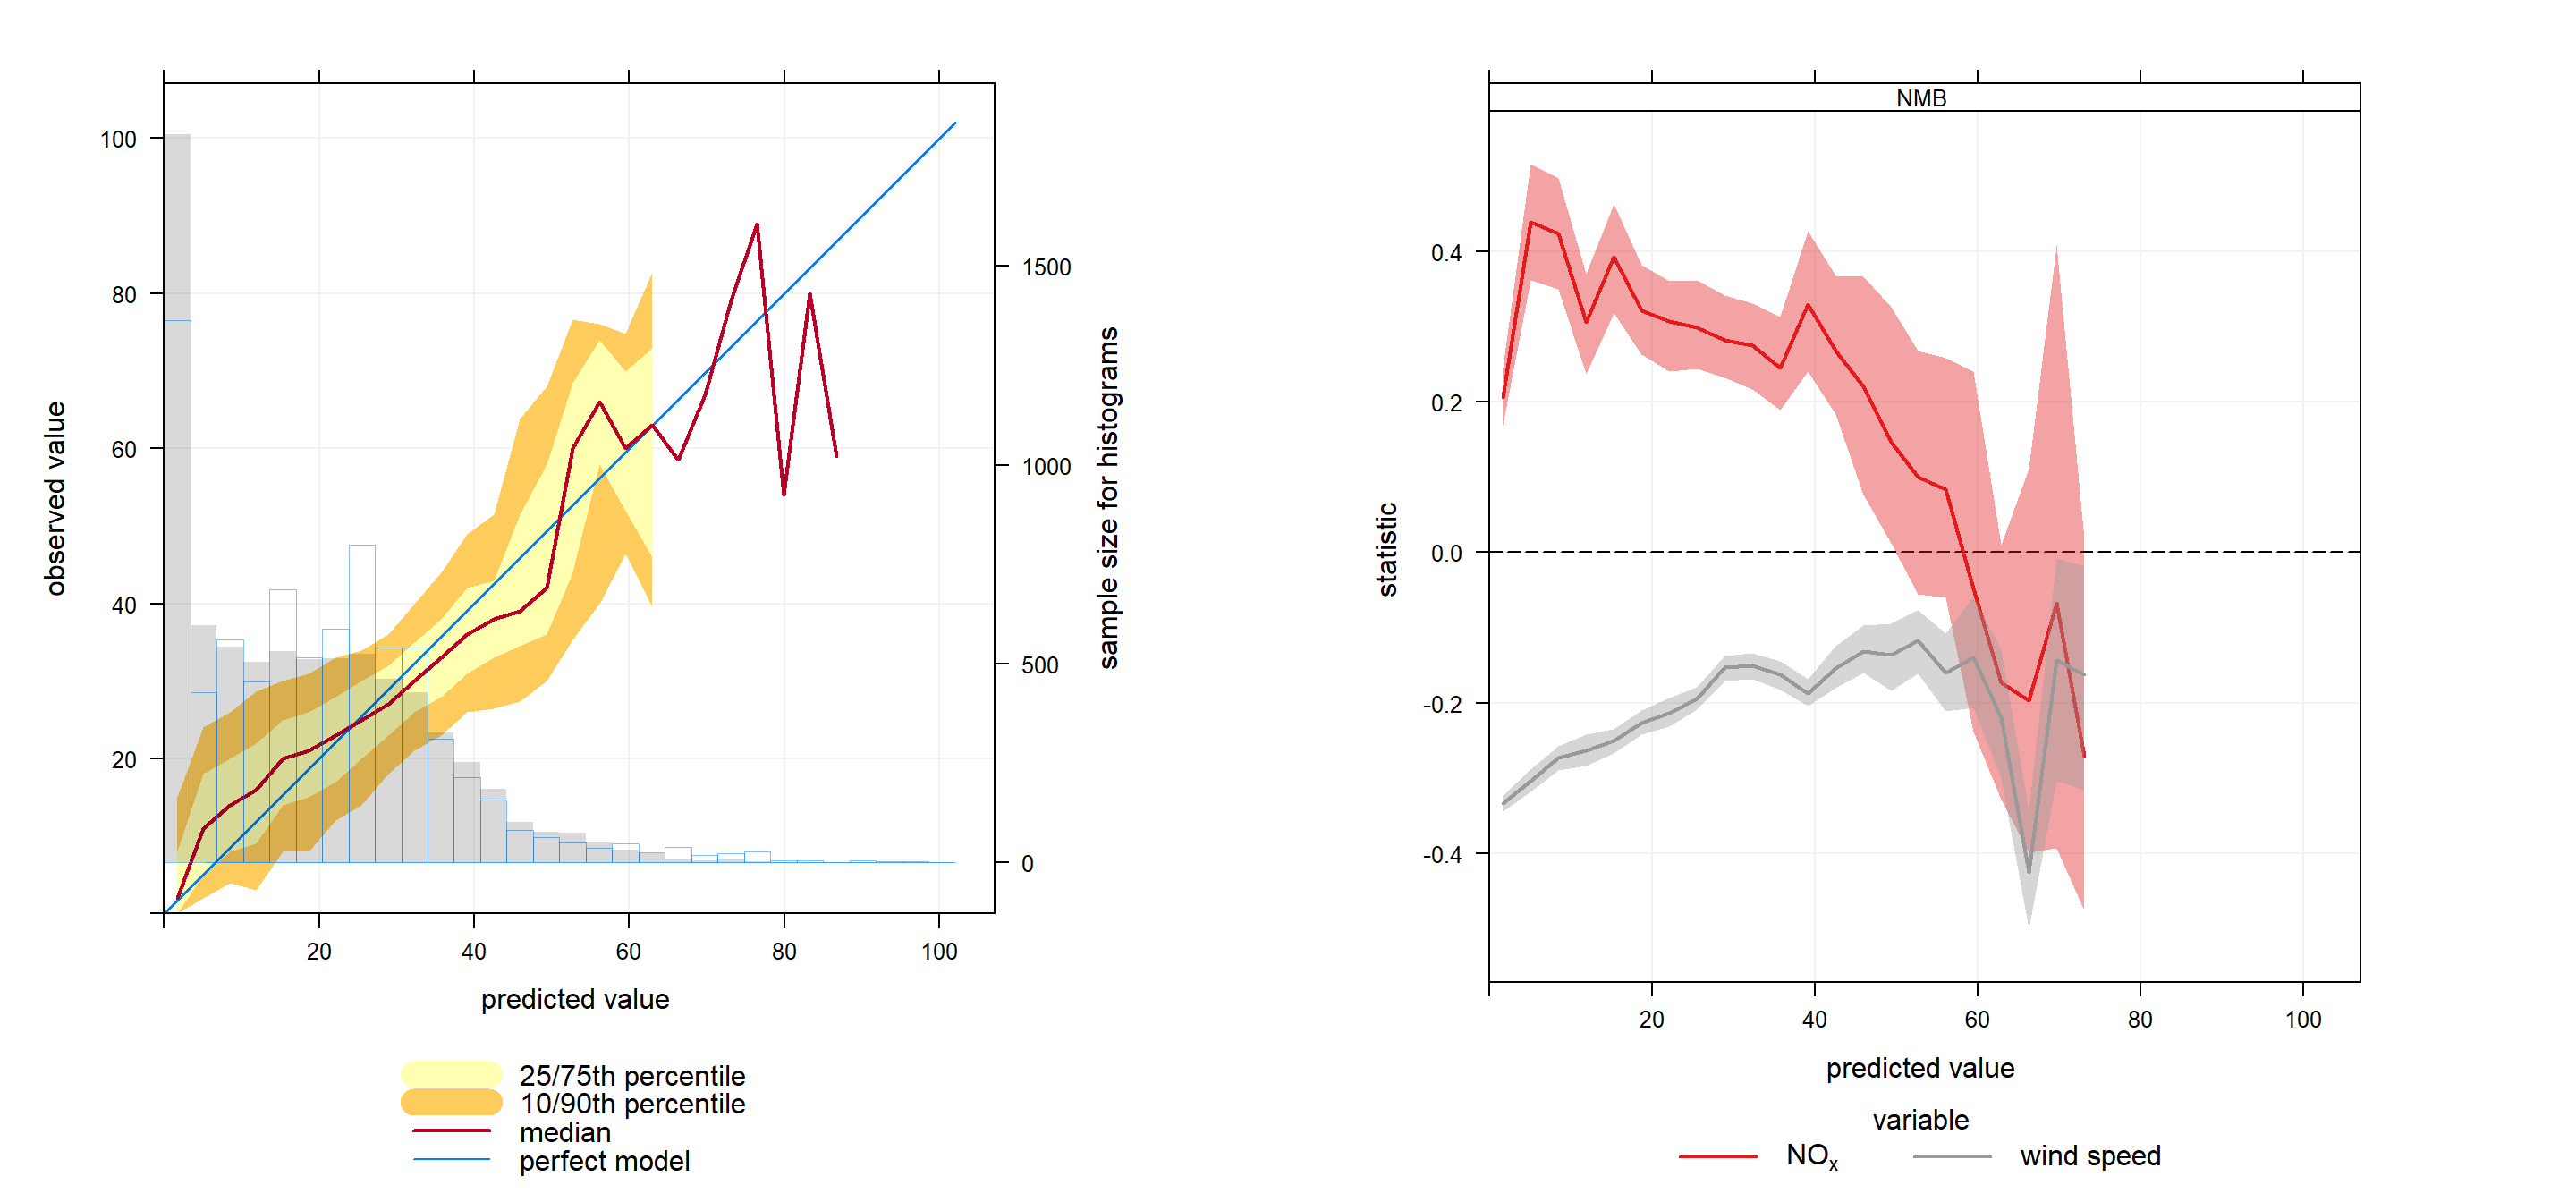 100
80
60
40
20
observed value
1500
1000
500
0
sample size for histograms
20 40 60 80 100
predicted value
25/75th percentile
10/90th percentile
median
perfect model
NMB
0.4
0.2
0.0
-0.2
-0.4
statistic
20 40 60 80 100
predicted value
variable
NOx wind speed